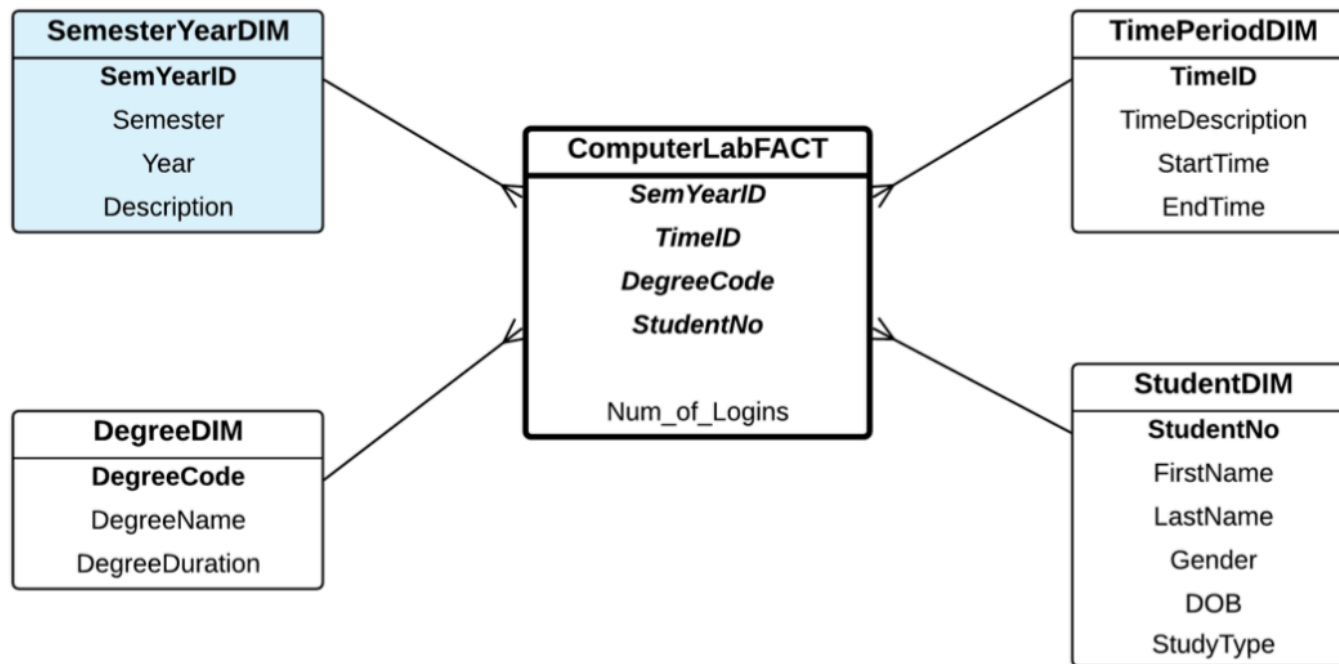 SemesterYearDIM
SemYearID
Semester
Year
Description
TimePeriodDIM
TimeID
TimeDescription
StartTime
EndTime
ComputerLabFACT
SemYearID
TimeID
DegreeCode
StudentNo
Num_of_Logins
DegreeDIM
DegreeCode
DegreeName
DegreeDuration
StudentDIM
StudentNo
FirstName
LastName
Gender
DOB
StudyType